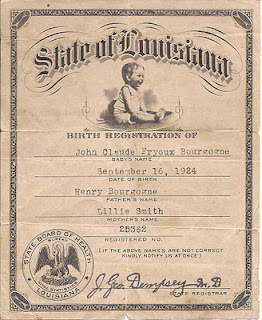 State of Louisiana
BIRTH REGISTRATION OF
John Claude Fryoux Bourgogne
BABY'S NAME
September 16, 1924
DATE OF BIRTH
Henry Bourgogne
FATHER'S NAME
Lillie Smith
MOTHER'S NAME
25362
REGISTERED NO.
(IF THE ABOVE NAMES ARE NOT CORRECT
KINDLY NOTIFY US AT ONCE)
STATE BOARD OF HEALTH
LOUISIANA
J. Geo. Dempsey M.D
STATE REGISTRAR